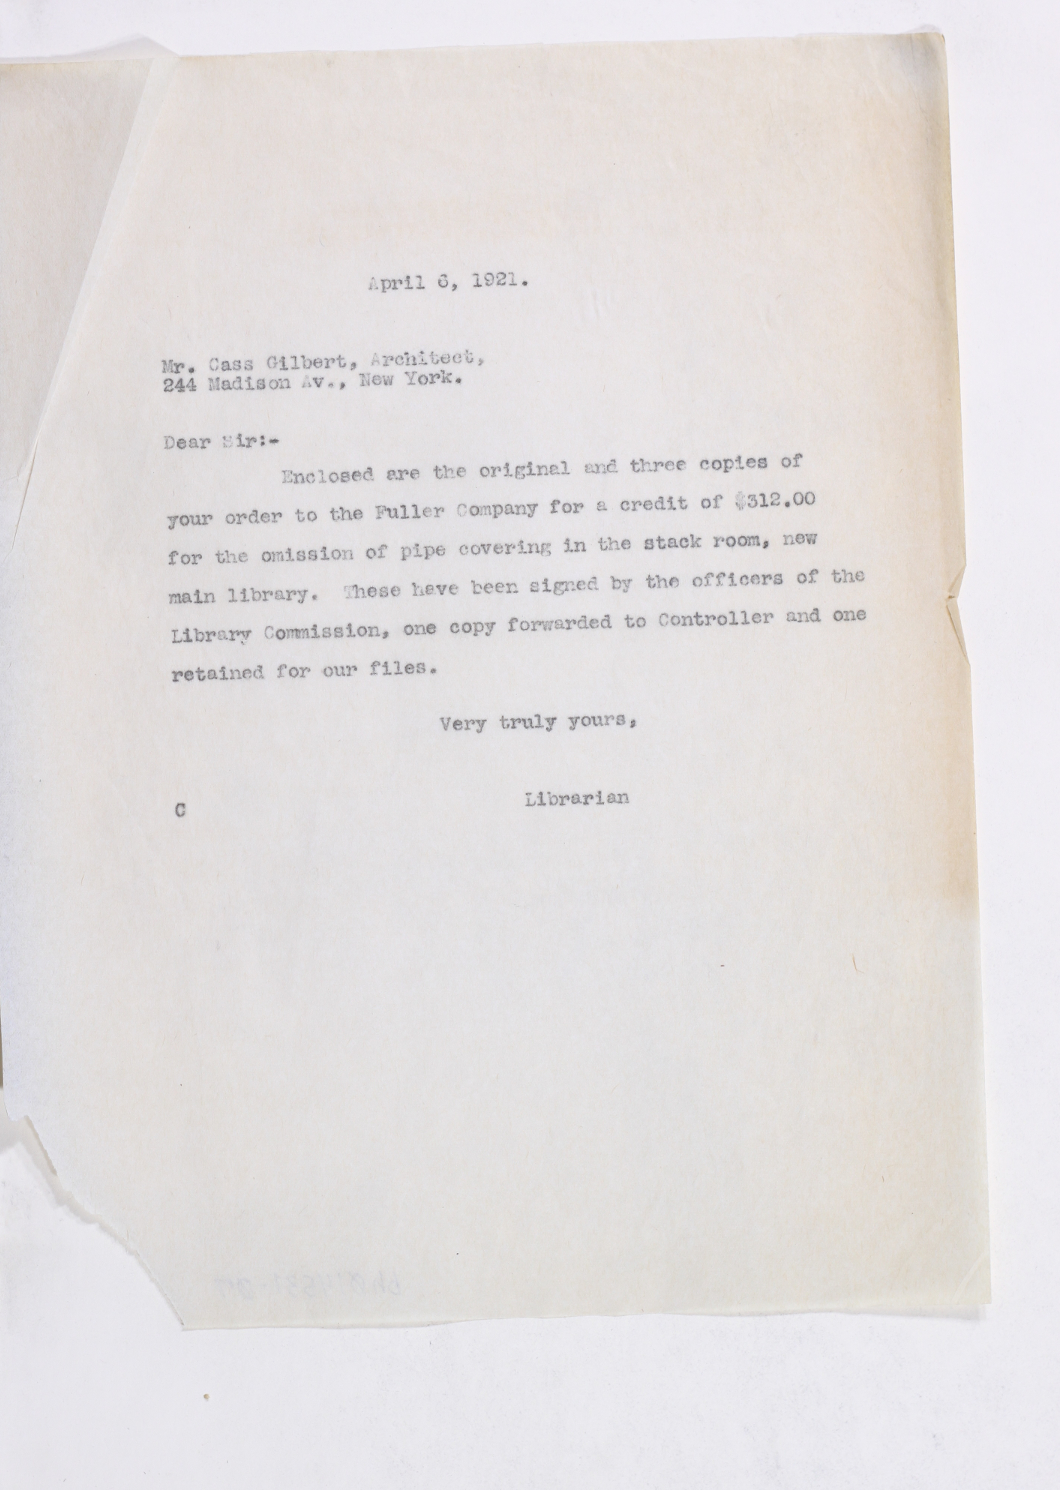 April 6, 1921.
Mr. Cass Gilbert, Architect,
244 Madison Av., New York.
Dear Sir:-
Enclosed are the original and three copies of
your order to the Fuller Company for a credit of $312.00
for the omission of pipe covering in the stack room, new
main library. These have been signed by the officers of the
Library Commission, one copy forwarded to Controller and one
retained for our files.
Very truly yours,
Librarian
C